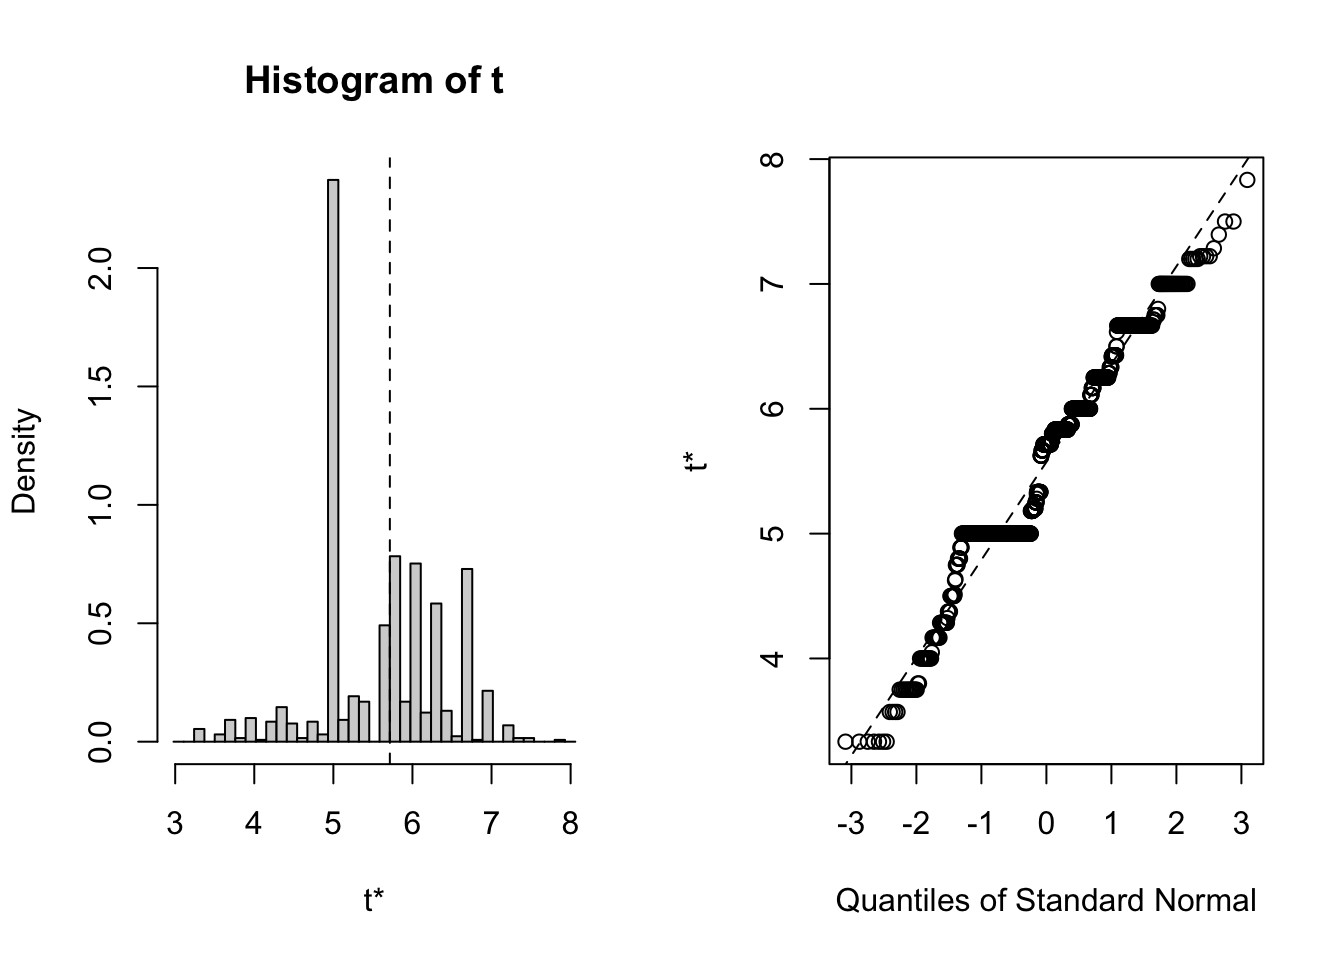 Histogram of t
Density
0.0 0.5 1.0 1.5 2.0
3 4 5 6 7 8
t*
t*
4 5 6 7 8
-3 -2 -1 0 1 2 3
Quantiles of Standard Normal